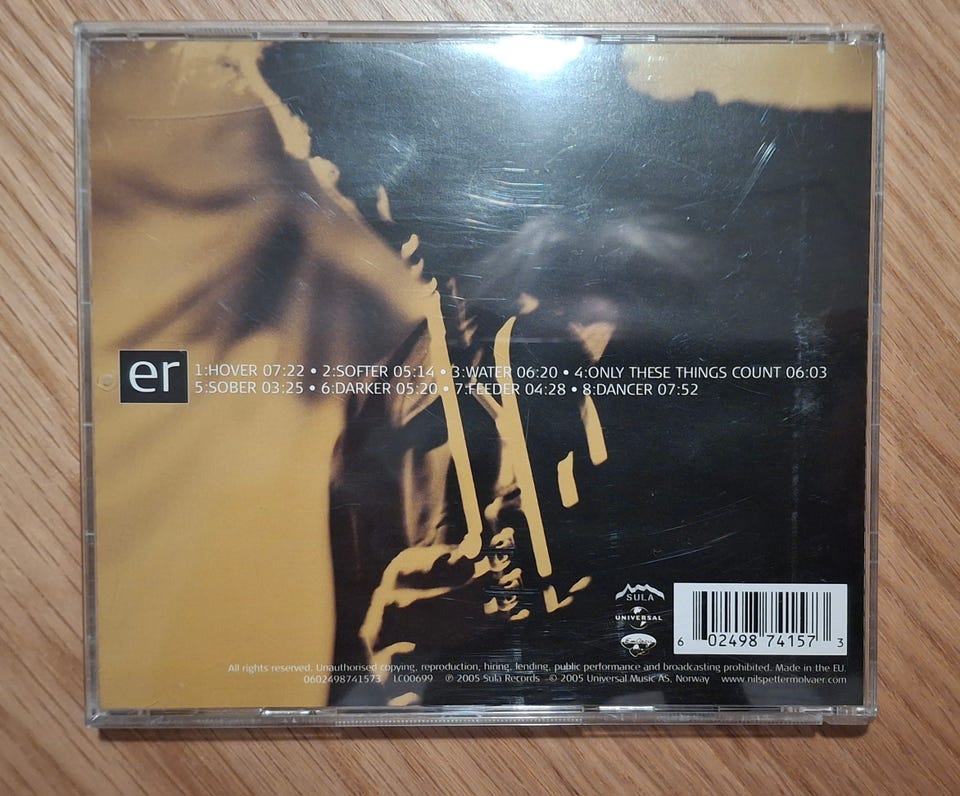 er
1:HOVER 07:22 • 2:SOFTER 05:14 • 3:WATER 06:20 • 4:ONLY THESE THINGS COUNT 06:03
5:SOBER 03:25 • 6:DARKER 05:20 • 7:FEEDER 04:28 • 8:DANCER 07:52
SULA
UNIVERSAL
6 02498 74157 3
All rights reserved. Unauthorised copying, reproduction, hiring, lending, public performance and broadcasting prohibited. Made in the EU.
0602498741573 LC00699 ℗ 2005 Sula Records © 2005 Universal Music AS, Norway www.nilspettermolvaer.com